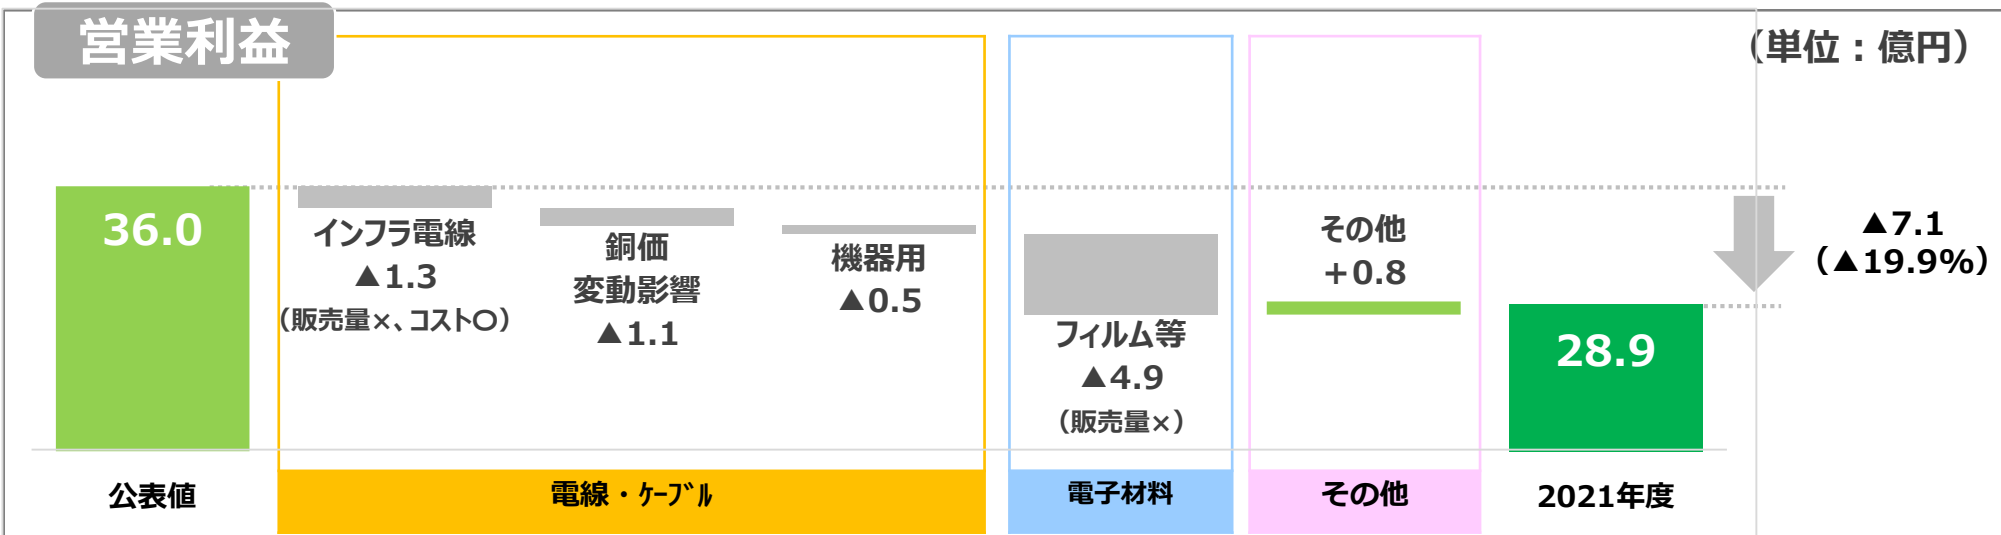 営業利益
（単位：億円）
36.0
インフラ電線
▲1.3
（販売量×、コスト〇）
銅価
変動影響
▲1.1
機器用
▲0.5
フィルム等
▲4.9
（販売量×）
その他
＋0.8
28.9
▲7.1
（▲19.9%）
公表値
電線・ｹｰﾌﾞﾙ
電子材料
その他
2021年度